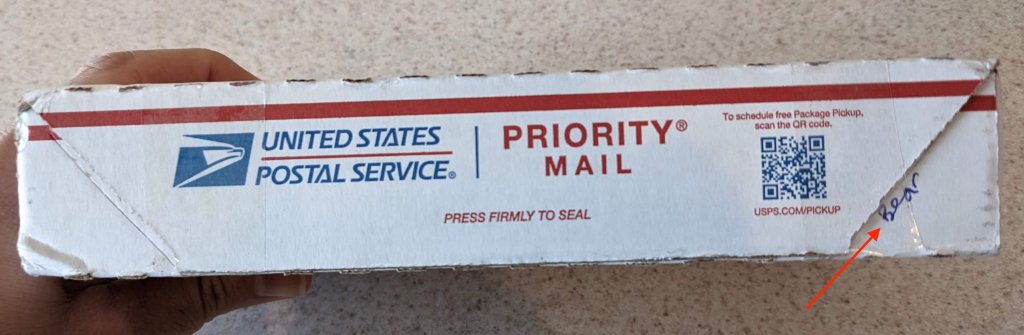 UNITED STATES
POSTAL SERVICE®
PRIORITY®
MAIL
PRESS FIRMLY TO SEAL
To schedule free Package Pickup,
scan the QR code.
USPS.COM/PICKUP
Bear